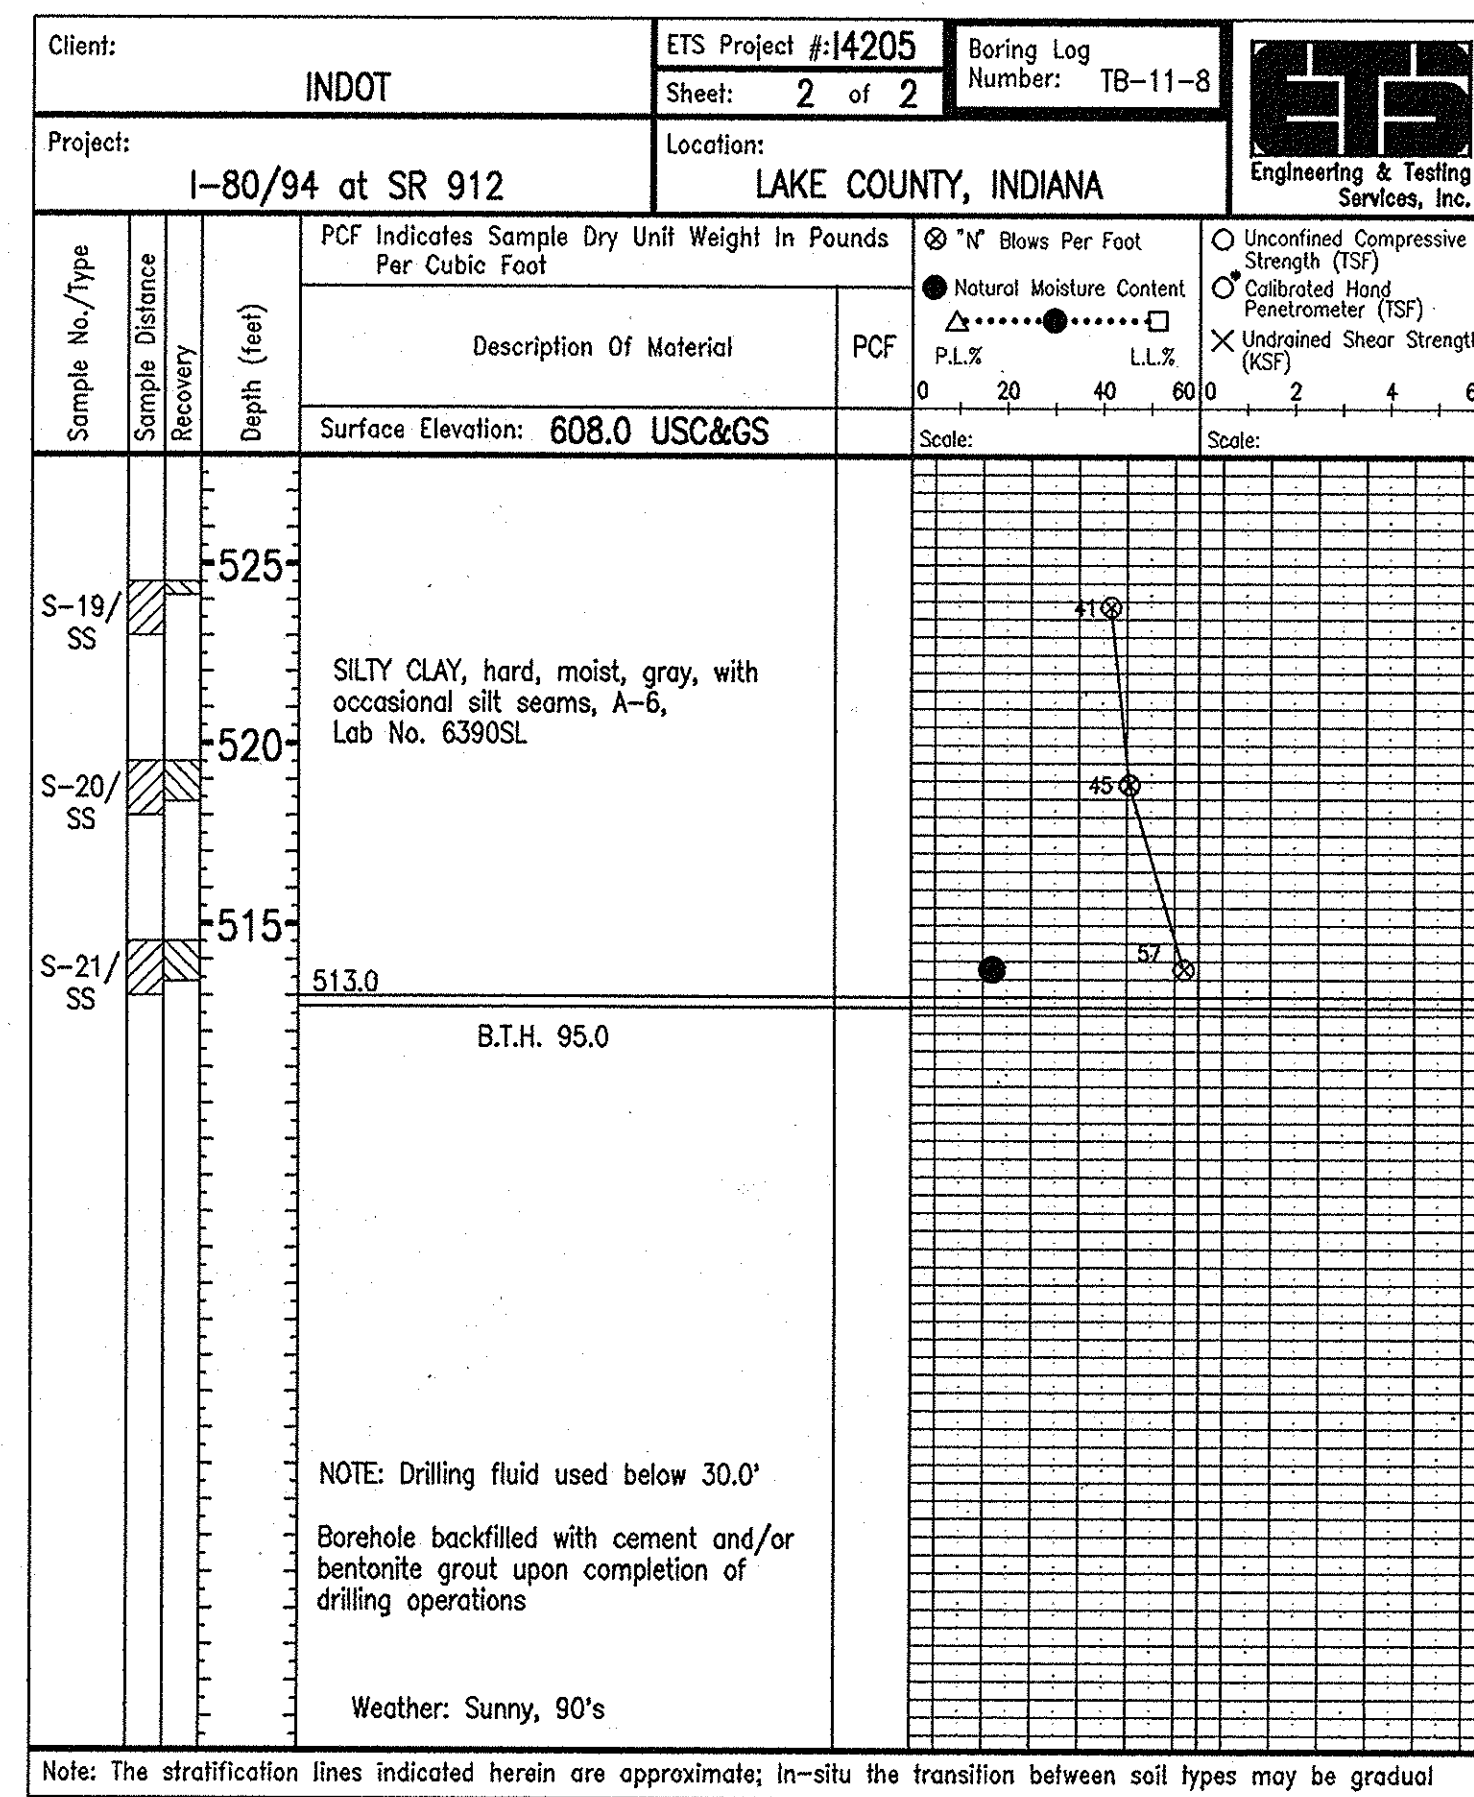 Client:
INDOT
ETS Project #:14205
Sheet: 2 of 2
Boring Log
Number: TB-11-8
ETS
Engineering & Testing
Services, Inc.
Project:
I-80/94 at SR 912
Location:
LAKE COUNTY, INDIANA
Sample No./Type
Sample Distance
Recovery
Depth (feet)
PCF Indicates Sample Dry Unit Weight In Pounds
Per Cubic Foot
Description Of Material
PCF
Surface Elevation: 608.0 USC&GS
"N" Blows Per Foot
Natural Moisture Content
P.L.% L.L.%
0 20 40 60
Scale:
Unconfined Compressive
Strength (TSF)
* Calibrated Hand
Penetrometer (TSF)
Undrained Shear Strength
(KSF)
0 2 4 6
Scale:
525
S-19/
SS
41
SILTY CLAY, hard, moist, gray, with
occasional silt seams, A-6,
Lab No. 6390SL
520
S-20/
SS
45
515
S-21/
SS
57
513.0
B.T.H. 95.0
NOTE: Drilling fluid used below 30.0'
Borehole backfilled with cement and/or
bentonite grout upon completion of
drilling operations
Weather: Sunny, 90's
Note: The stratification lines indicated herein are approximate; In-situ the transition between soil types may be gradual